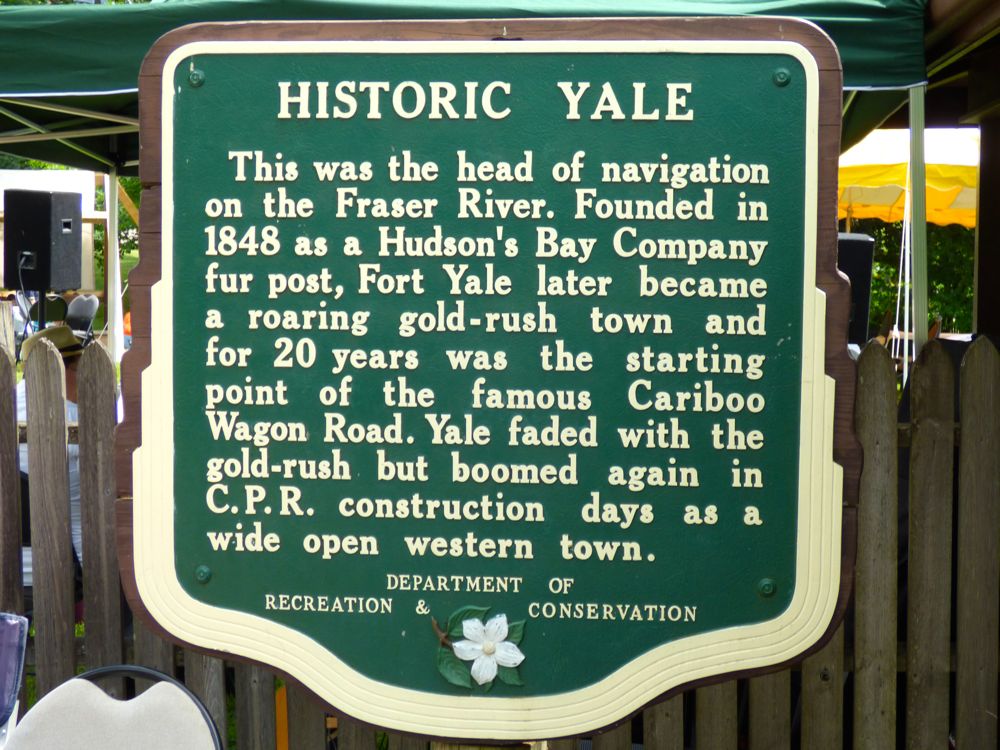 HISTORIC YALE
This was the head of navigation
on the Fraser River. Founded in
1848 as a Hudson's Bay Company
fur post, Fort Yale later became
a roaring gold-rush town and
for 20 years was the starting
point of the famous Cariboo
Wagon Road. Yale faded with the
gold-rush but boomed again in
C.P.R. construction days as a
wide open western town.
DEPARTMENT OF
RECREATION & CONSERVATION